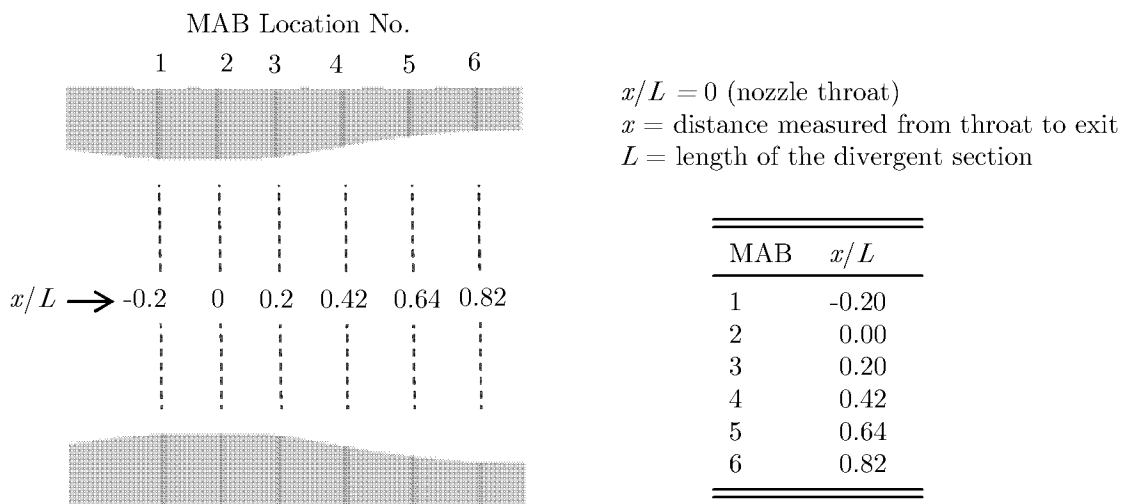 MAB Location No.
1 2 3 4 5 6
x/L = 0 (nozzle throat)
x = distance measured from throat to exit
L = length of the divergent section
x/L → -0.2 0 0.2 0.42 0.64 0.82
MAB x/L
1 -0.20
2 0.00
3 0.20
4 0.42
5 0.64
6 0.82